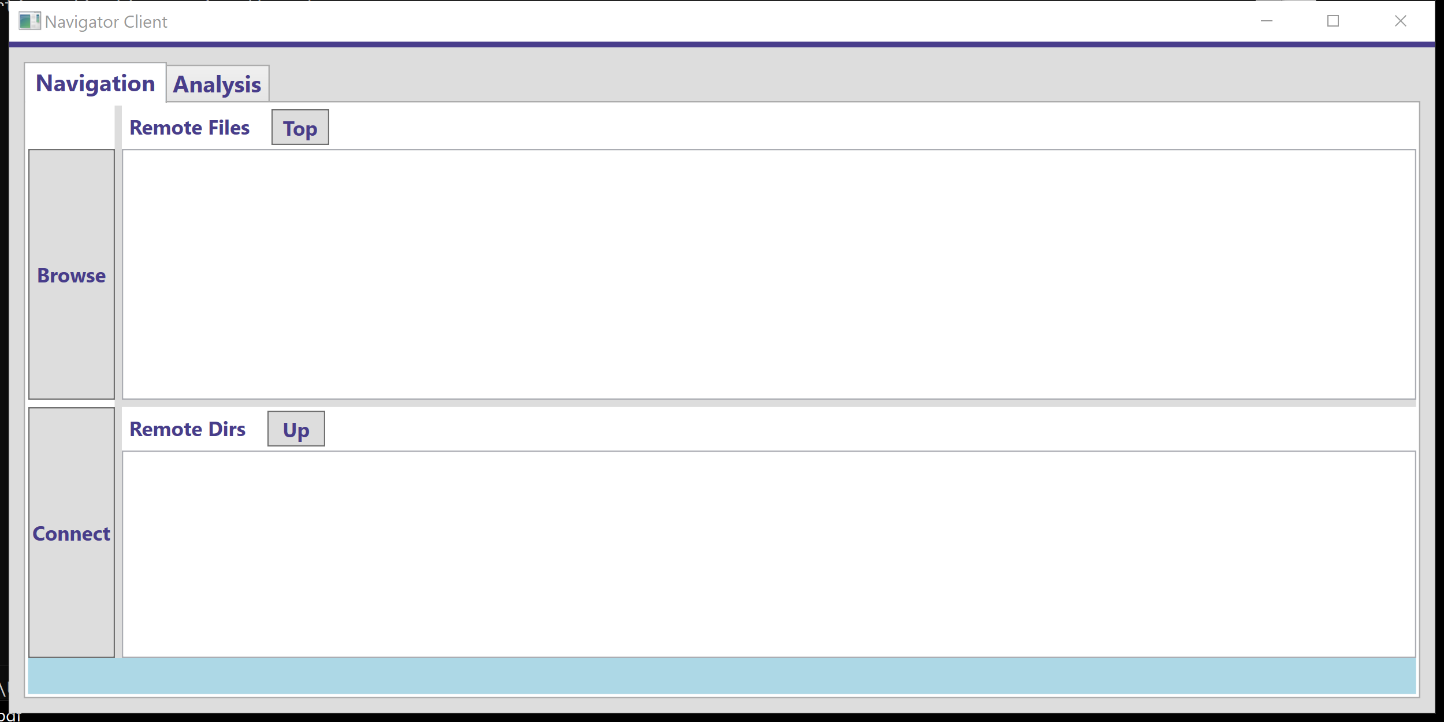 Navigator Client
Navigation Analysis
Remote Files Top
Browse
Remote Dirs Up
Connect